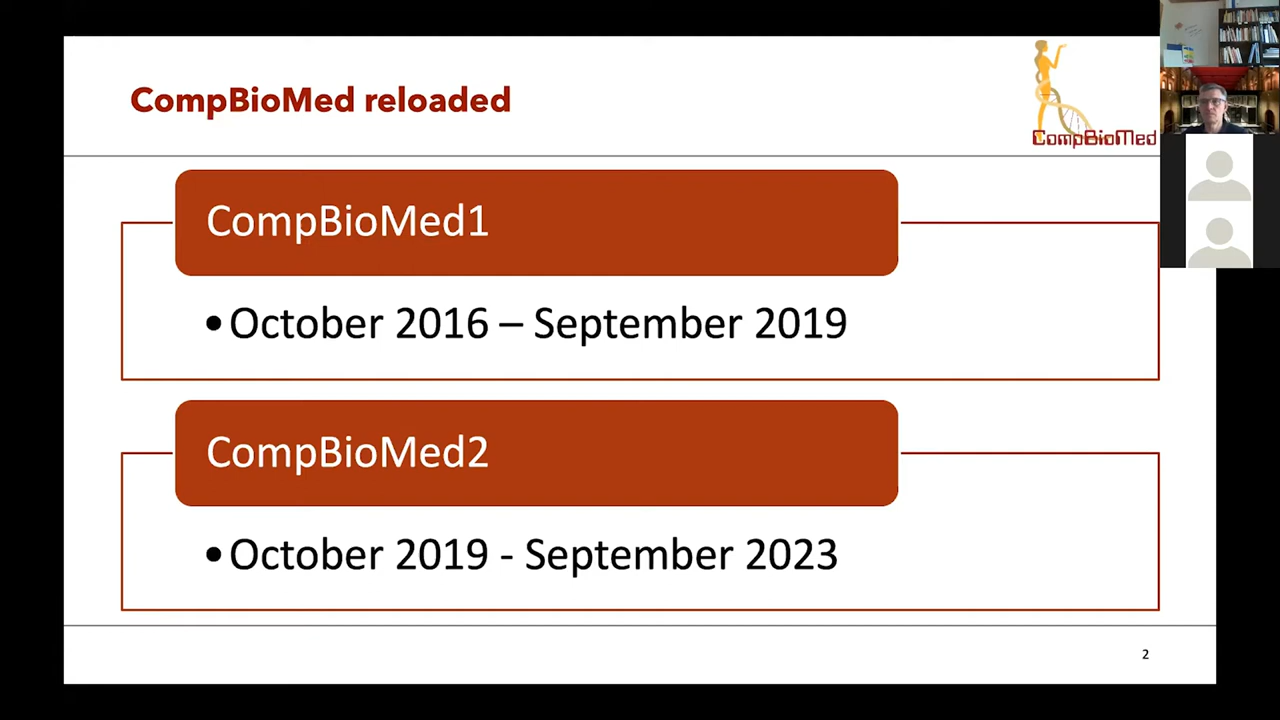 CompBioMed reloaded
CompBioMed
CompBioMed1
•October 2016 – September 2019
CompBioMed2
•October 2019 - September 2023
2